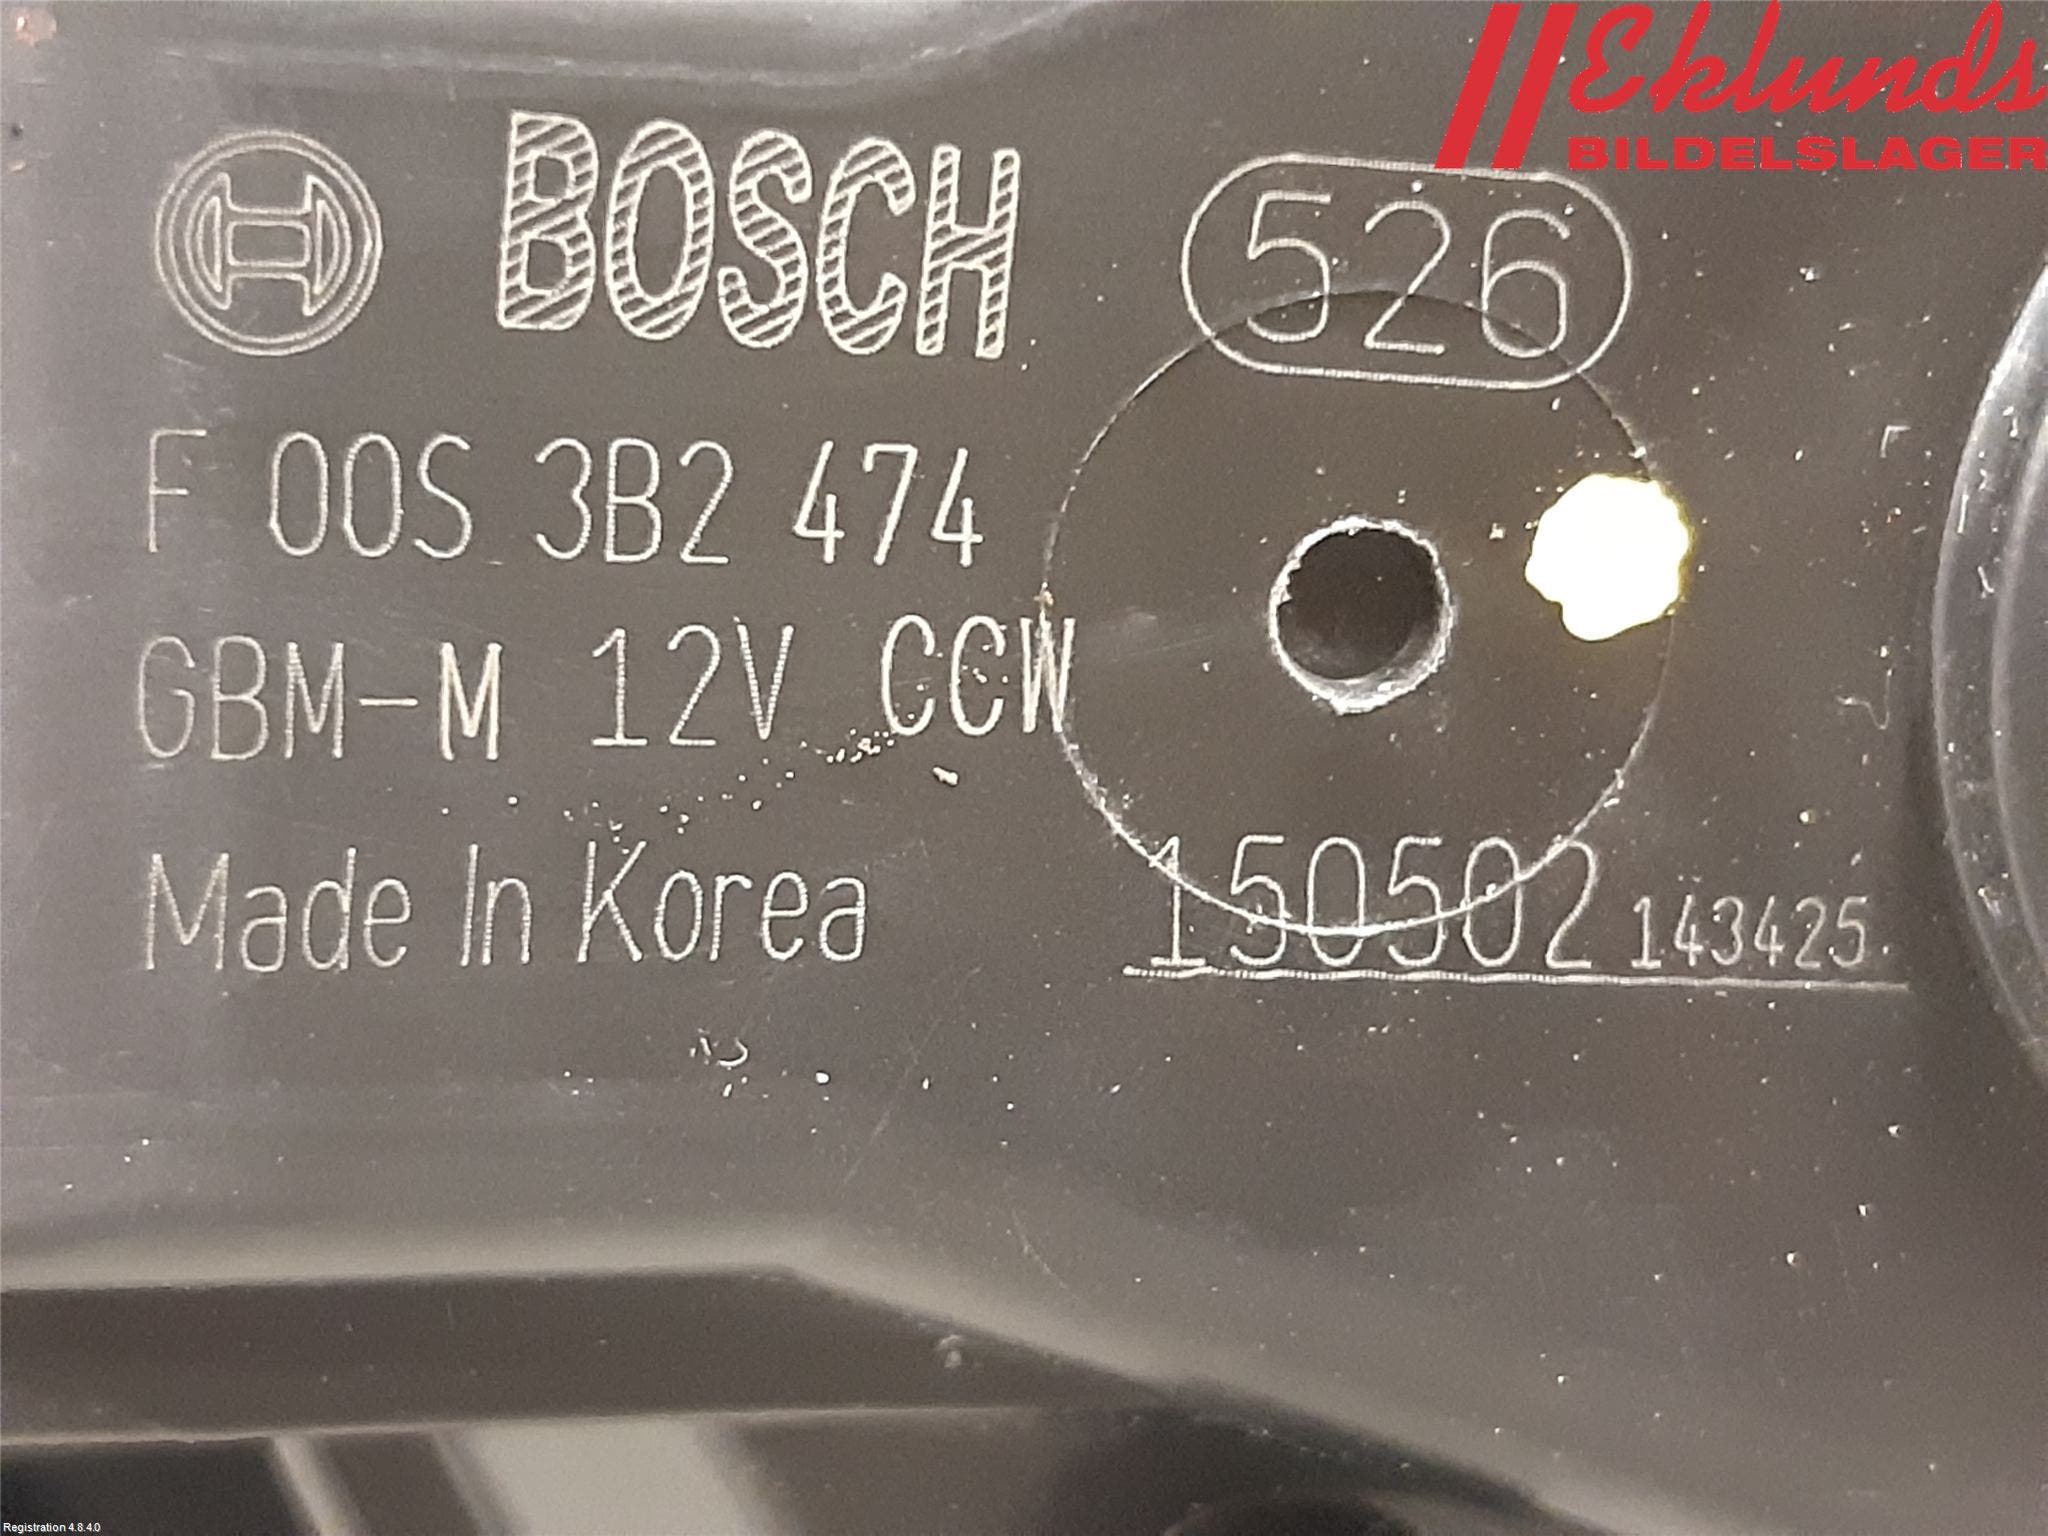 Eklunds
BILDELSLAGER
BOSCH 526
F 00S 3B2 474
GBM-M 12V CCW
Made In Korea 150502 143425
Registration 4.8.4.0